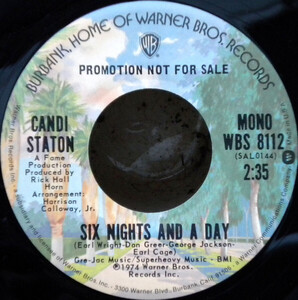 BURBANK, HOME OF WARNER BROS. RECORDS
WB
PROMOTION NOT FOR SALE
CANDI
STATON
MONO
WBS 8112
(SAL0144)
2:35
A Fame
Production
Produced by
Rick Hall
Horn
Arrangement:
Harrison
Calloway, Jr.
SIX NIGHTS AND A DAY
(Earl Wright-Don Greer-George Jackson-
Earl Cage)
Gre-Jac Music/Superheavy Music - BMI
℗1974 Warner Bros.
Records Inc.